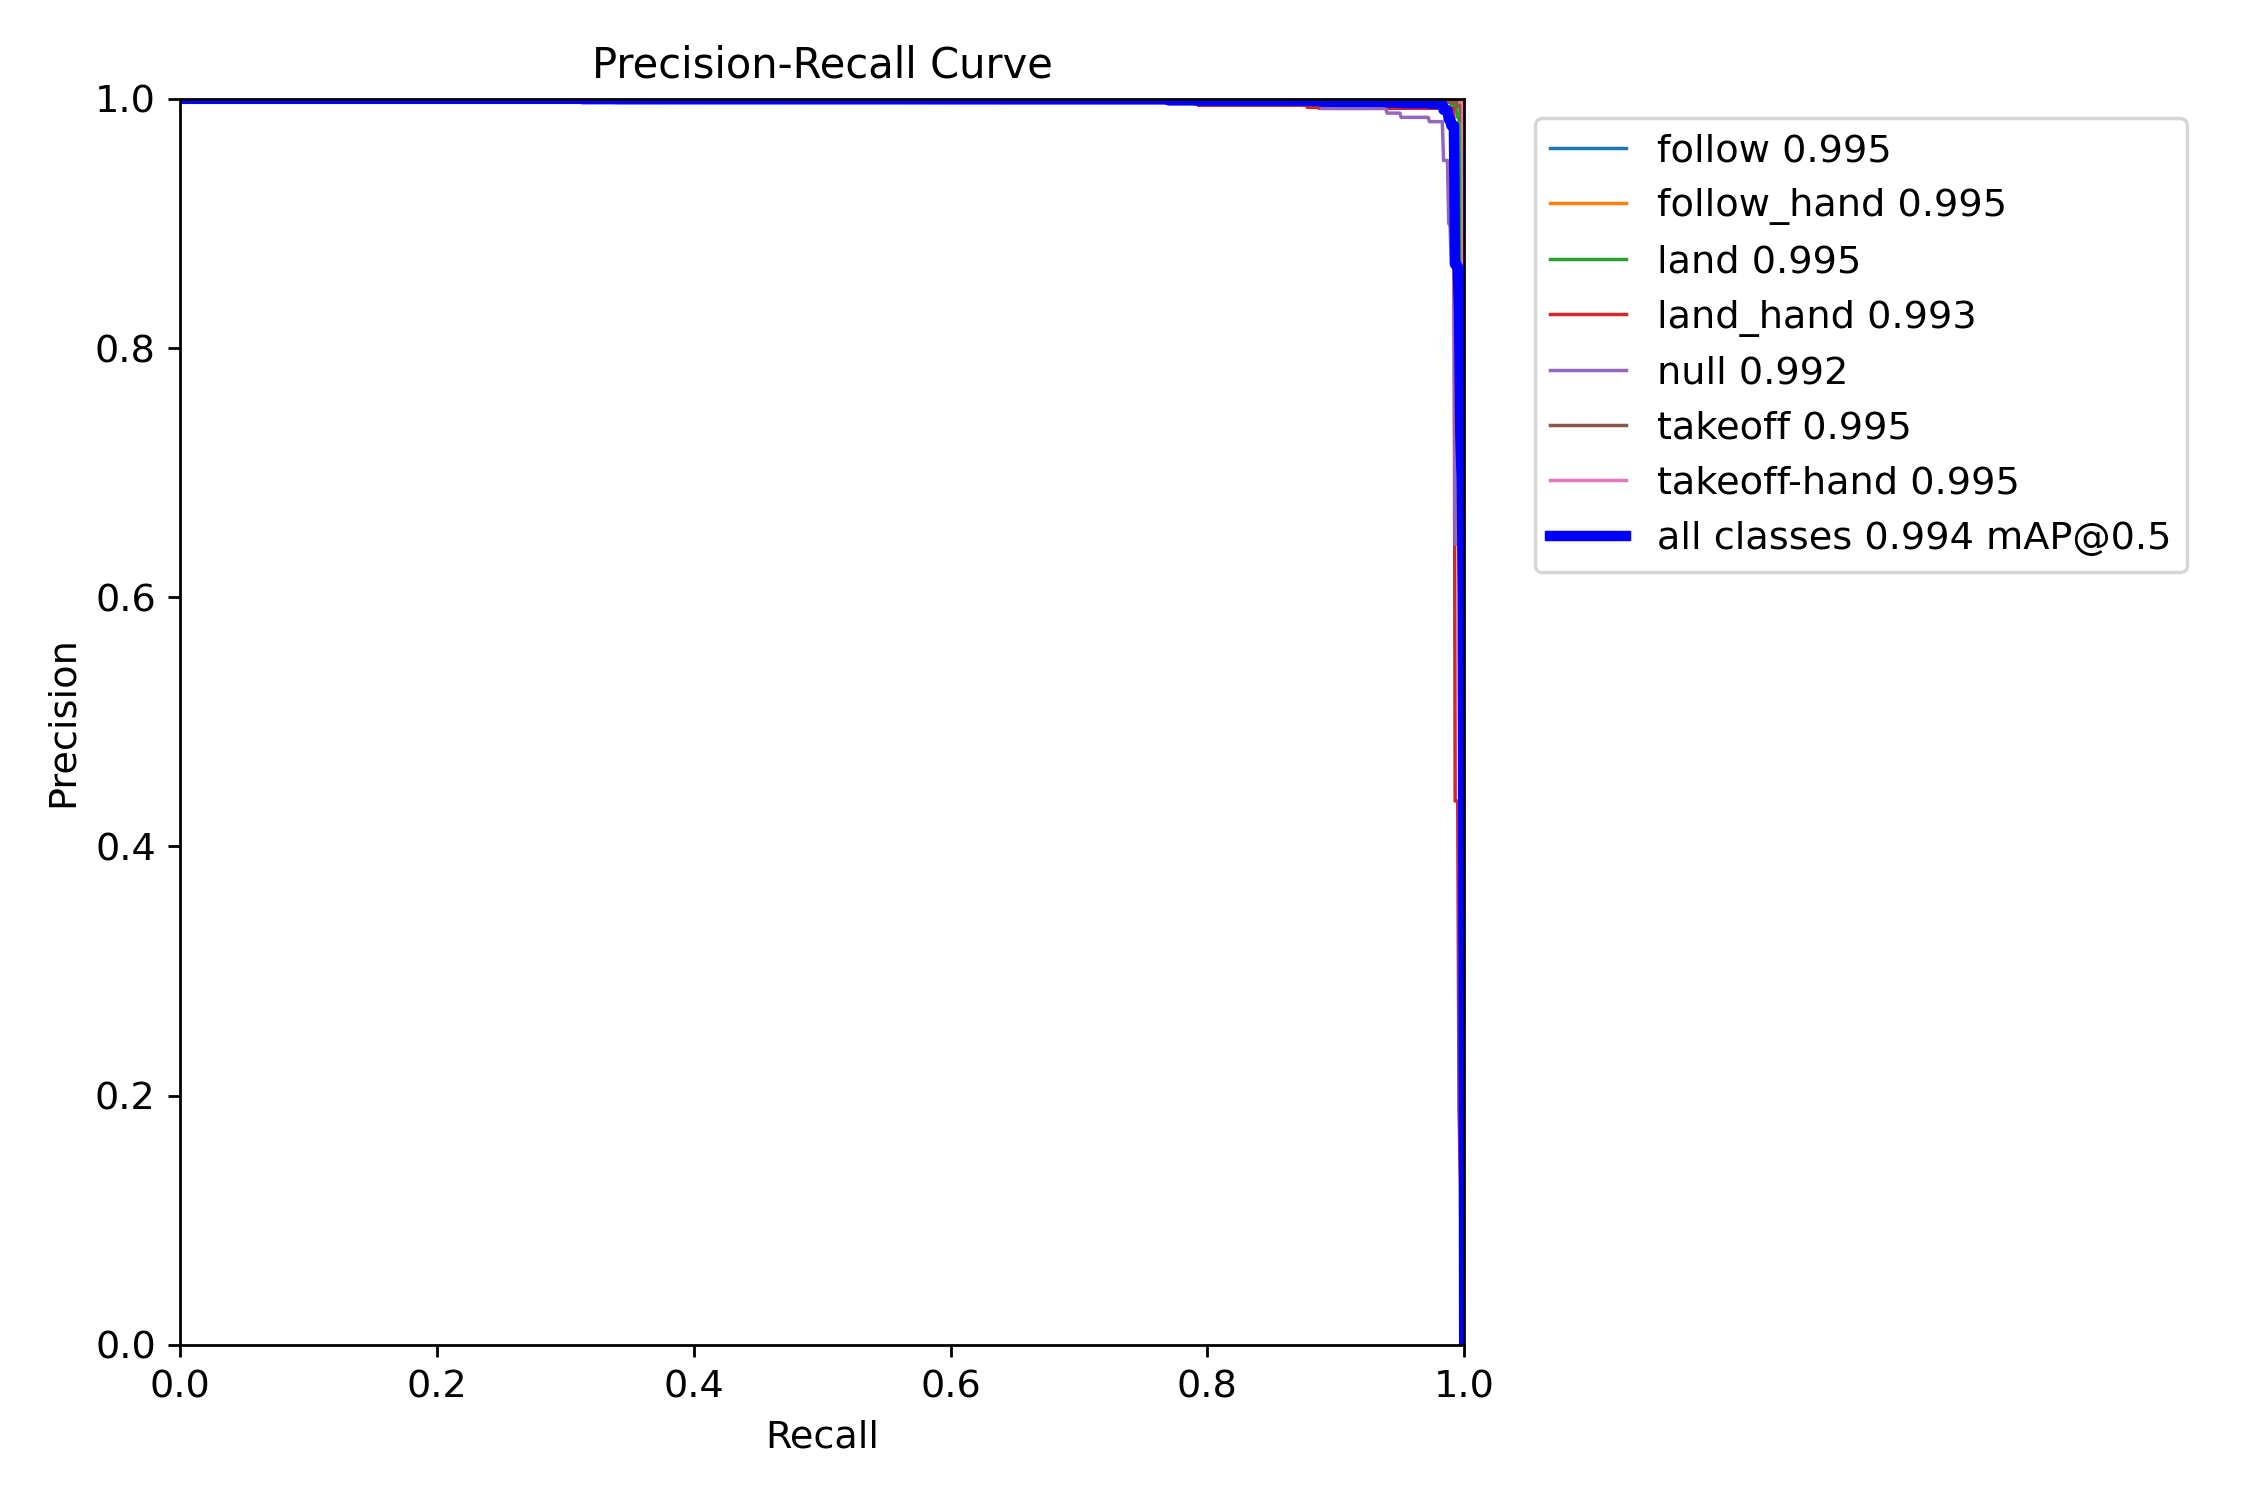 Precision-Recall Curve
1.0
0.8
0.6
0.4
0.2
0.0
Precision
0.0 0.2 0.4 0.6 0.8 1.0
Recall
follow 0.995
follow_hand 0.995
land 0.995
land_hand 0.993
null 0.992
takeoff 0.995
takeoff-hand 0.995
all classes 0.994 mAP@0.5